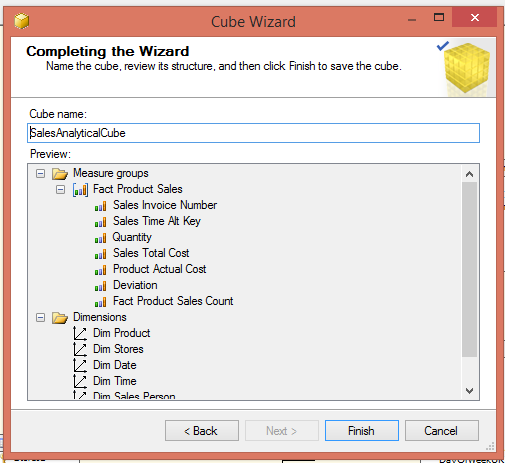 Cube Wizard
Completing the Wizard
Name the cube, review its structure, and then click Finish to save the cube.
Cube name:
SalesAnalyticalCube
Preview:
Measure groups
Fact Product Sales
Sales Invoice Number
Sales Time Alt Key
Quantity
Sales Total Cost
Product Actual Cost
Deviation
Fact Product Sales Count
Dimensions
Dim Product
Dim Stores
Dim Date
Dim Time
Dim Sales Person
< Back
Next >
Finish
Cancel